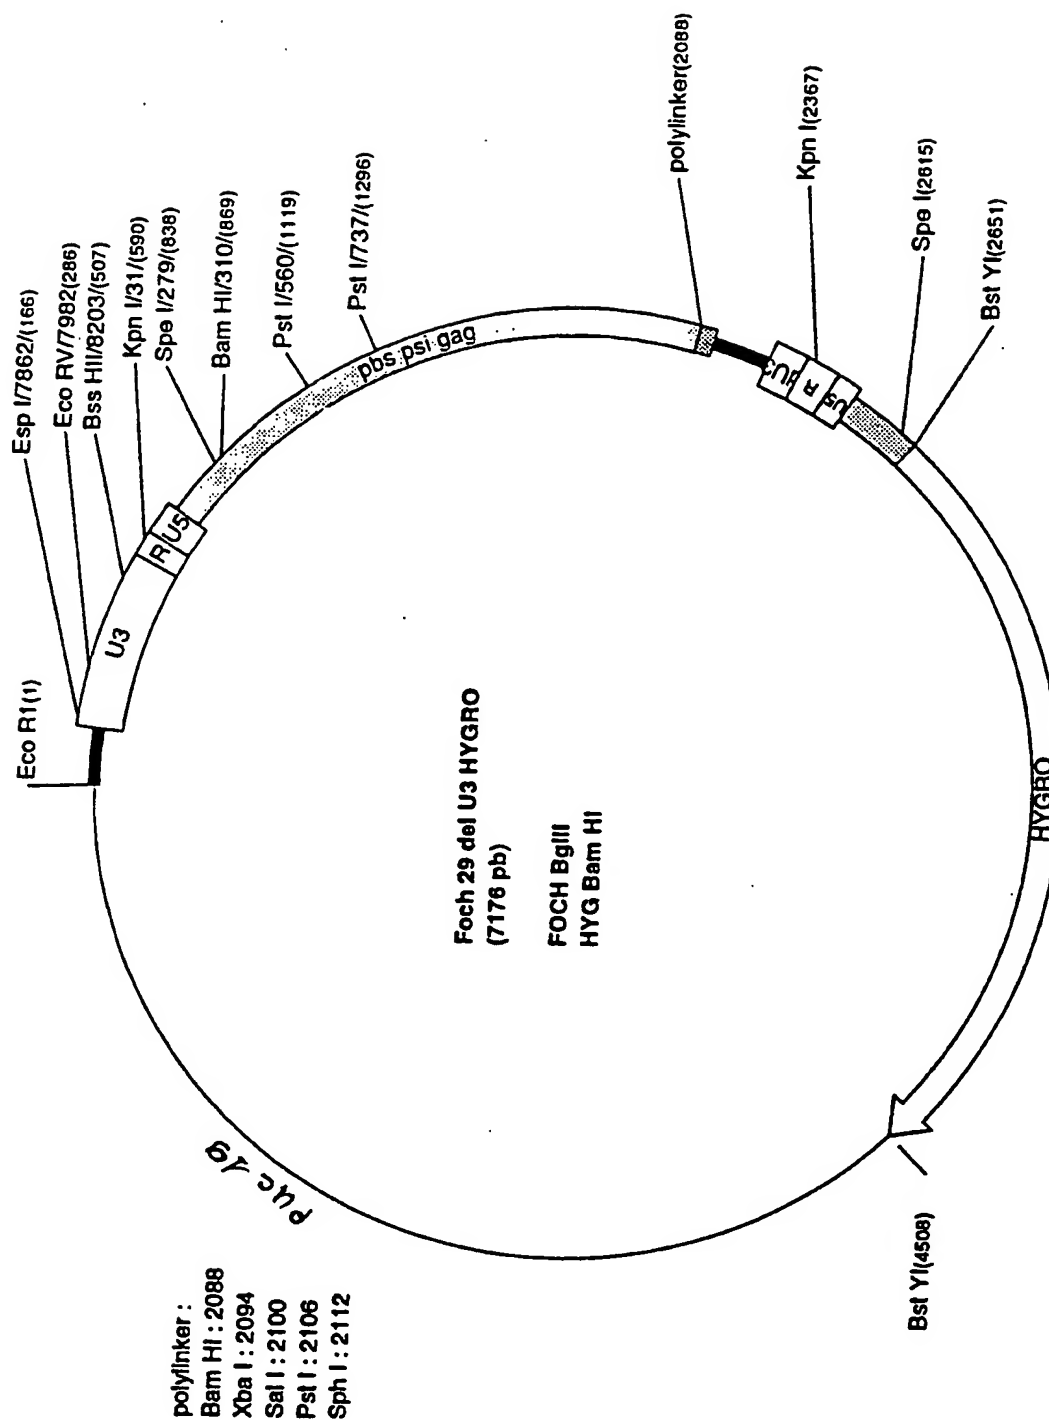 Eco R1(1)
Esp I/7862/(166)
Eco RV/7982(286)
Bss HII/8203/(507)
Kpn I/31/(590)
Spe I/279/(838)
Bam HI/310/(869)
Pst I/560/(1119)
Pst I/737/(1296)
polylinker(2088)
Kpn I(2367)
Spe I(2615)
Bst YI(2651)
U3
R
U5
pbs psi gag
R
U5
HYGRO
Foch 29 del U3 HYGRO
(7176 pb)
FOCH BglII
HYG Bam HI
puc 19
Bst YI(4508)
polylinker :
Bam HI : 2088
Xba I : 2094
Sal I : 2100
Pst I : 2106
Sph I : 2112